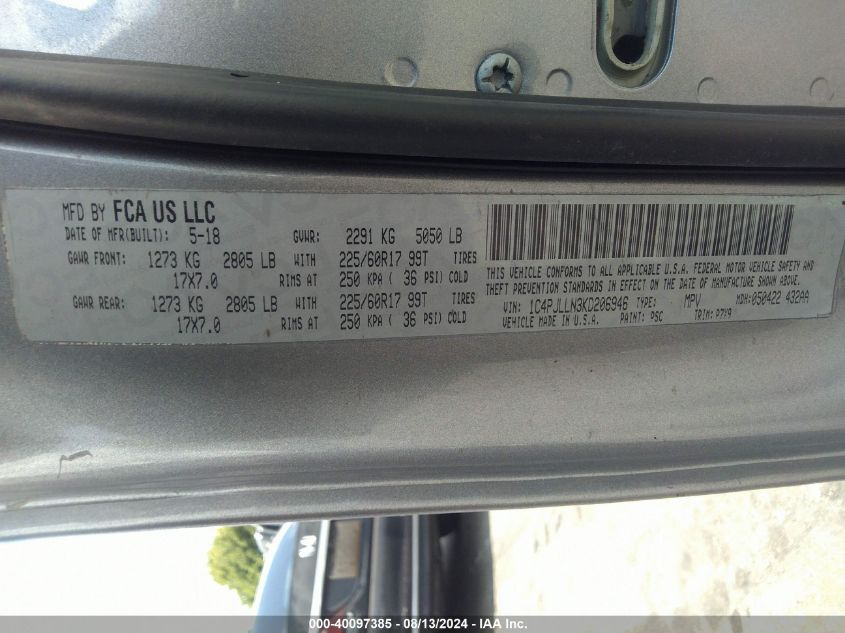 MFD BY FCA US LLC
DATE OF MFR(BUILT): 5-18 GVWR: 2291 KG 5050 LB
GAWR FRONT: 1273 KG 2805 LB WITH 225/60R17 99T TIRES
17X7.0 RIMS AT 250 KPA ( 36 PSI) COLD
GAWR REAR: 1273 KG 2805 LB WITH 225/60R17 99T TIRES
17X7.0 RIMS AT 250 KPA ( 36 PSI) COLD
THIS VEHICLE CONFORMS TO ALL APPLICABLE U.S.A. FEDERAL MOTOR VEHICLE SAFETY AND
THEFT PREVENTION STANDARDS IN EFFECT ON THE DATE OF MANUFACTURE SHOWN ABOVE.
VIN: 1C4PJLLN3KD206946 TYPE: MPV MDH:050422 432AA
VEHICLE MADE IN U.S.A. PAINT: PSC TRIM: P7X9
000-40097385 - 08/13/2024 - IAA Inc.